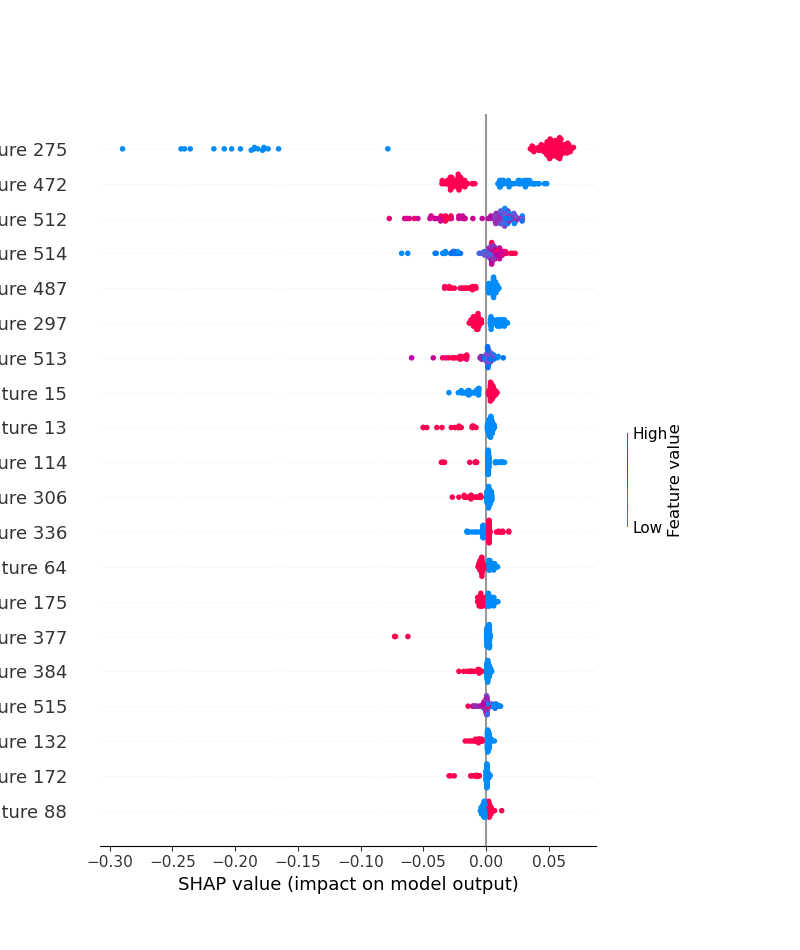 ure 275
ure 472
ure 512
ure 514
ure 487
ure 297
ure 513
ture 15
ture 13
ure 114
ure 306
ure 336
ture 64
ure 175
ure 377
ure 384
ure 515
ure 132
ure 172
ture 88
High
Low
Feature value
−0.30 −0.25 −0.20 −0.15 −0.10 −0.05 0.00 0.05
SHAP value (impact on model output)